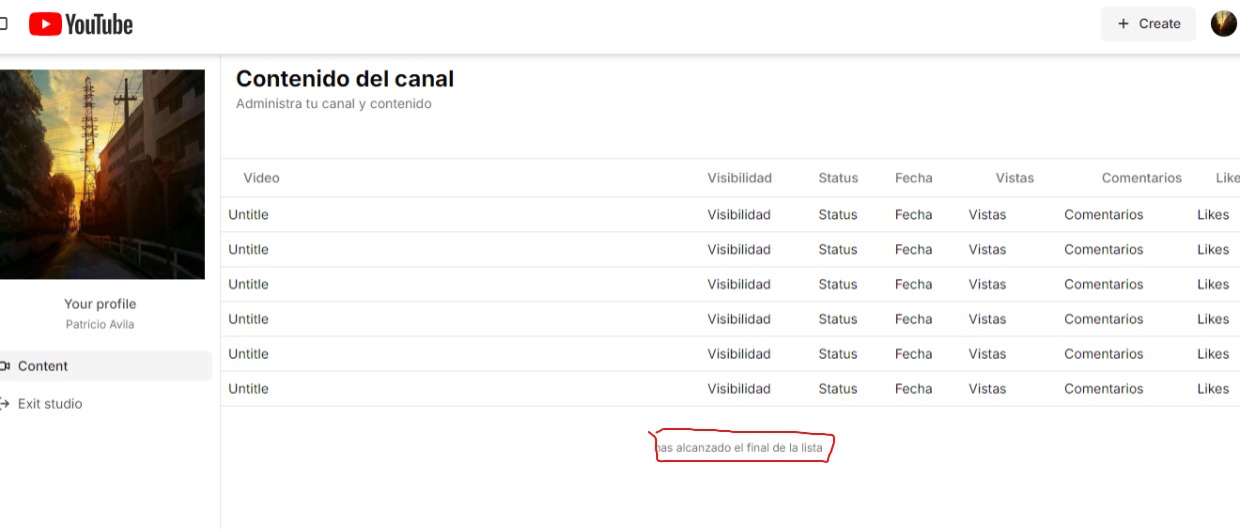 YouTube
+ Create
Contenido del canal
Administra tu canal y contenido
Video Visibilidad Status Fecha Vistas Comentarios
Untitle Visibilidad Status Fecha Vistas Comentarios Likes
Untitle Visibilidad Status Fecha Vistas Comentarios Likes
Untitle Visibilidad Status Fecha Vistas Comentarios Likes
Untitle Visibilidad Status Fecha Vistas Comentarios Likes
Untitle Visibilidad Status Fecha Vistas Comentarios Likes
Untitle Visibilidad Status Fecha Vistas Comentarios Likes
has alcanzado el final de la lista
Your profile
Patricio Avila
Content
Exit studio